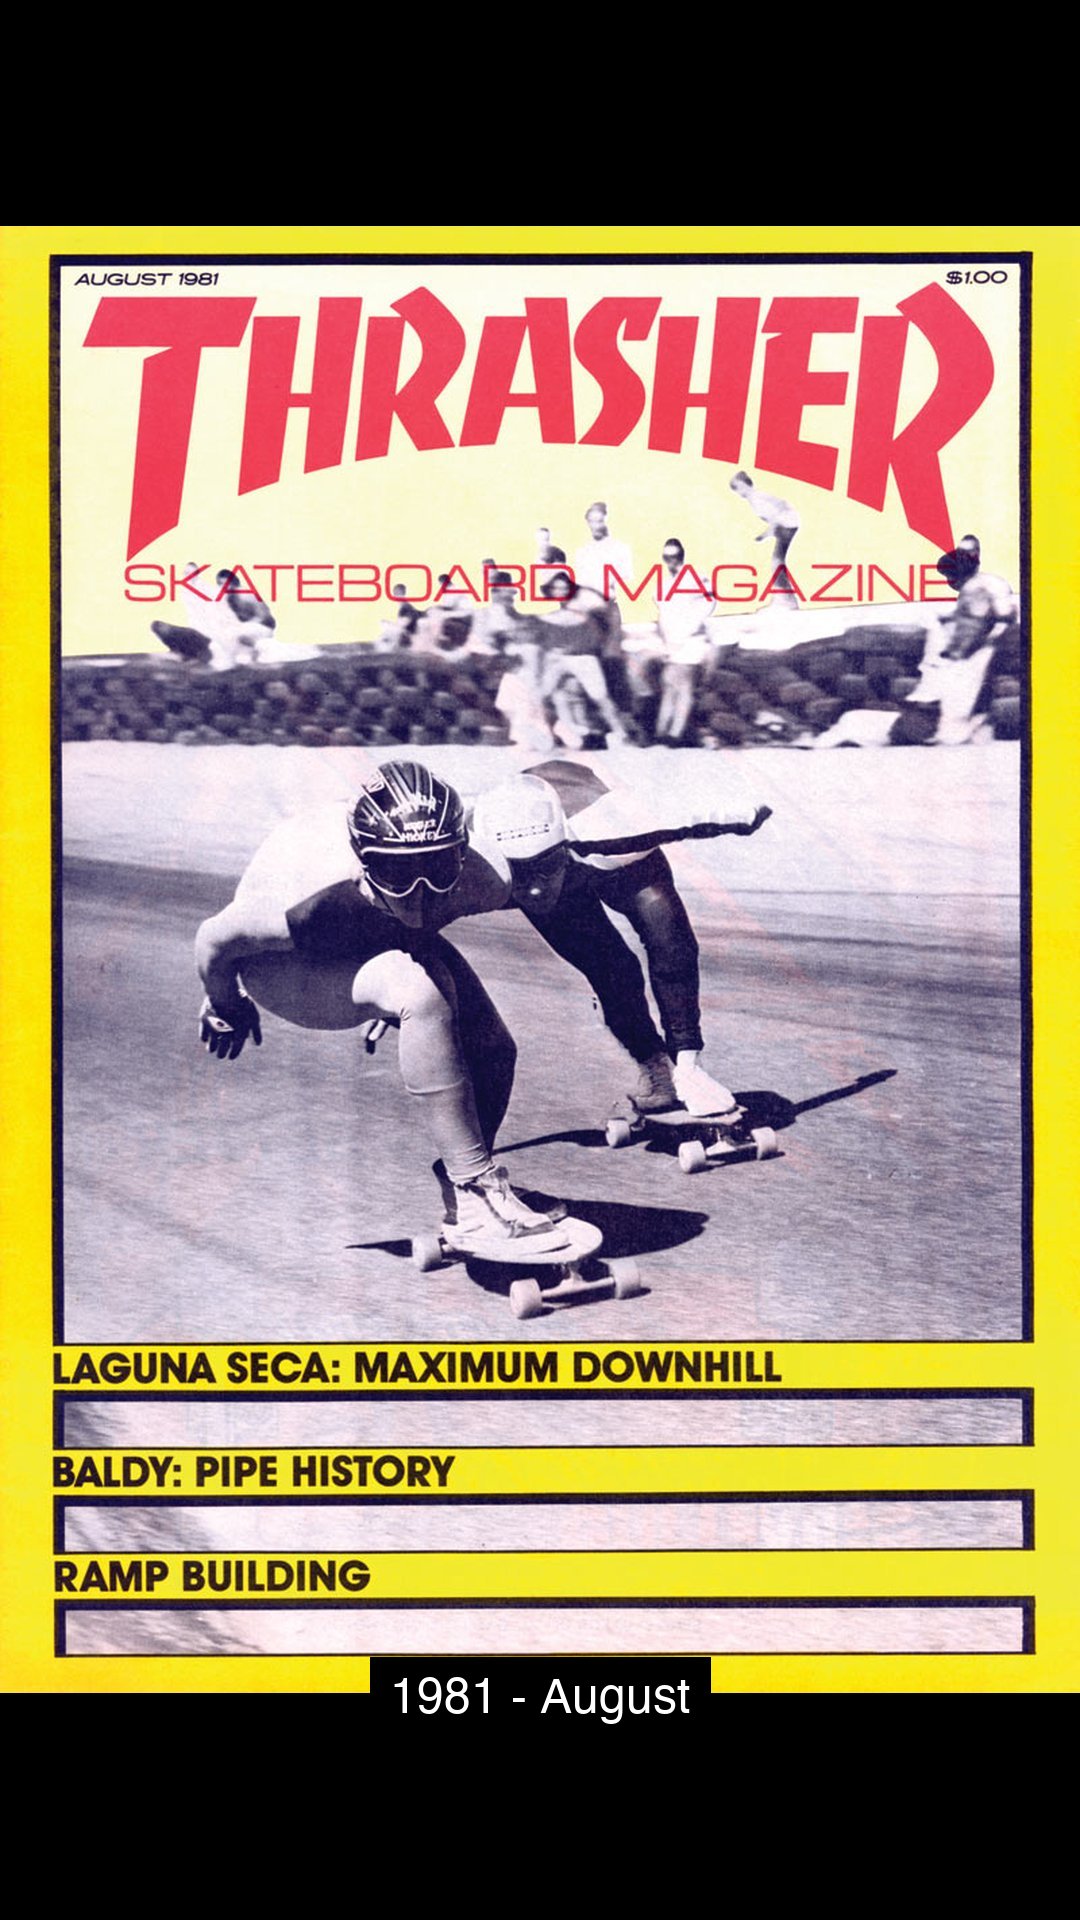 AUGUST 1981
$1.00
THRASHER
SKATEBOARD MAGAZINE
LAGUNA SECA: MAXIMUM DOWNHILL
BALDY: PIPE HISTORY
RAMP BUILDING
1981 - August